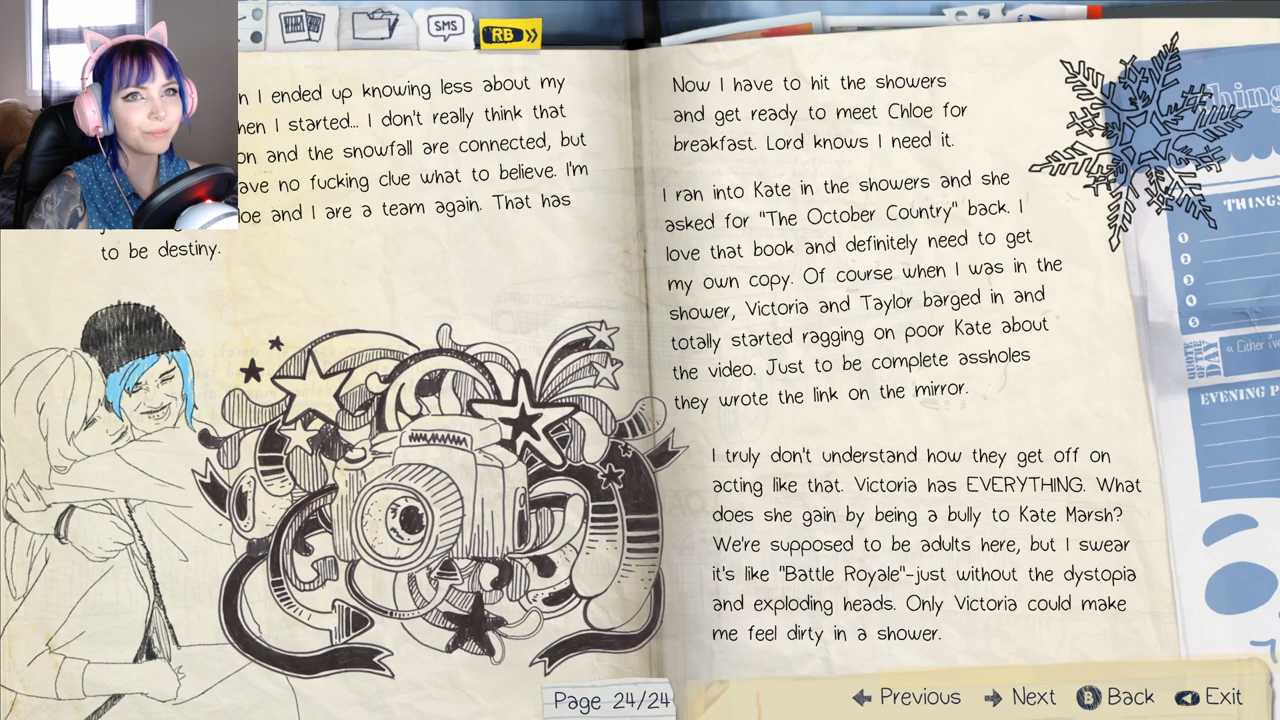 SMS
RB
n I ended up knowing less about my
hen I started... I don't really think that
on and the snowfall are connected, but
ave no fucking clue what to believe. I'm
loe and I are a team again. That has
to be destiny.
Now I have to hit the showers
and get ready to meet Chloe for
breakfast. Lord knows I need it.
I ran into Kate in the showers and she
asked for "The October Country" back. I
love that book and definitely need to get
my own copy. Of course when I was in the
shower, Victoria and Taylor barged in and
totally started ragging on poor Kate about
the video. Just to be complete assholes
they wrote the link on the mirror.
I truly don't understand how they get off on
acting like that. Victoria has EVERYTHING. What
does she gain by being a bully to Kate Marsh?
We're supposed to be adults here, but I swear
it's like "Battle Royale"-just without the dystopia
and exploding heads. Only Victoria could make
me feel dirty in a shower.
THINGS
1
2
3
4
5
QUOTE OF THE DAY
« Either
EVENING P
Page 24/24
Previous
Next
B Back
Exit